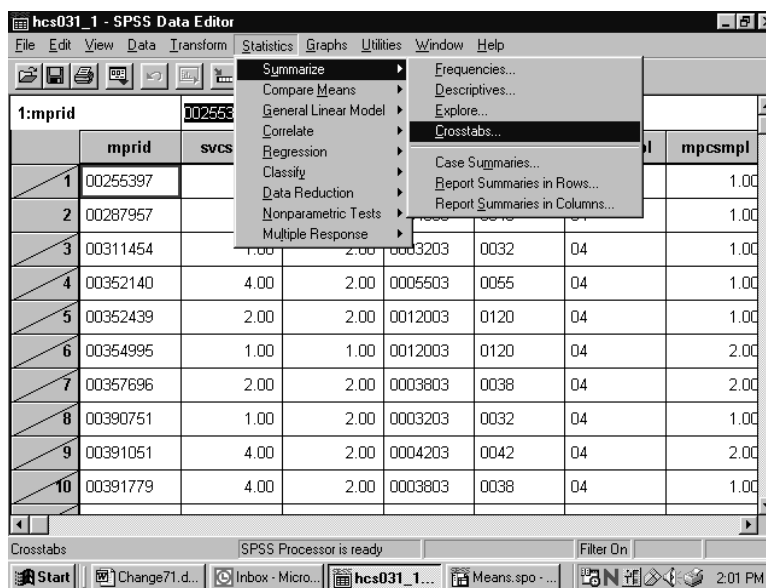 hcs031_1 - SPSS Data Editor
File Edit View Data Transform Statistics Graphs Utilities Window Help
Summarize
Compare Means
General Linear Model
Correlate
Regression
Classify
Data Reduction
Nonparametric Tests
Multiple Response
Frequencies...
Descriptives...
Explore...
Crosstabs...
Case Summaries...
Report Summaries in Rows...
Report Summaries in Columns...
1:mprid 002553
mprid svcs mpcsmpl
1 00255397 1.00
2 00287957 1.00
3 00311454 1.00 2.00 0003203 0032 04 1.00
4 00352140 4.00 2.00 0005503 0055 04 1.00
5 00352439 2.00 2.00 0012003 0120 04 1.00
6 00354995 1.00 1.00 0012003 0120 04 2.00
7 00357696 2.00 2.00 0003803 0038 04 1.00
8 00390751 1.00 2.00 0003203 0032 04 1.00
9 00391051 4.00 2.00 0004203 0042 04 2.00
10 00391779 4.00 2.00 0003803 0038 04 1.00
Crosstabs SPSS Processor is ready Filter On
Start Change71.d... Inbox - Micro... hcs031_1... Means.spo - ... 2:01 PM